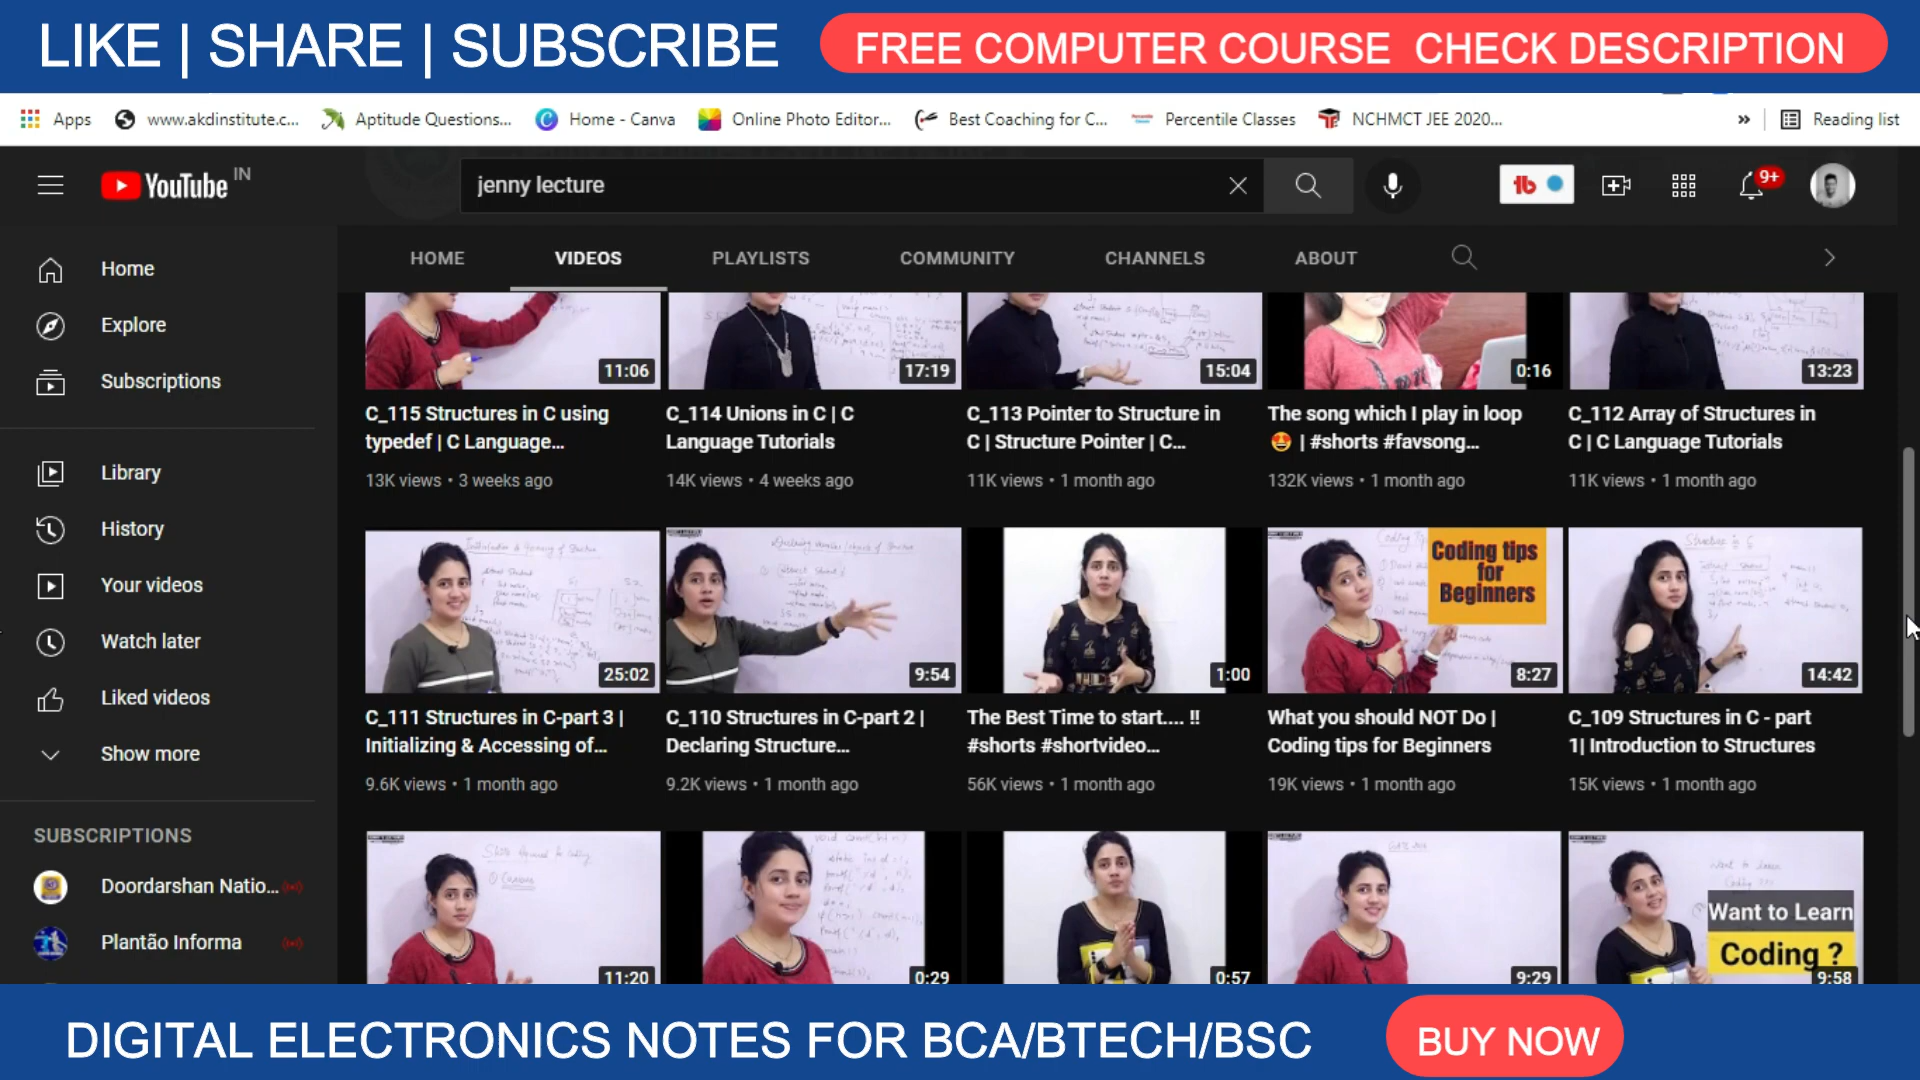 LIKE | SHARE | SUBSCRIBE
FREE COMPUTER COURSE CHECK DESCRIPTION
Apps
www.akdinstitute.c...
Aptitude Questions...
Home - Canva
Online Photo Editor...
Best Coaching for C...
Percentile Classes
NCHMCT JEE 2020...
»
Reading list
YouTube IN
jenny lecture
9+
HOME
VIDEOS
PLAYLISTS
COMMUNITY
CHANNELS
ABOUT
Home
Explore
Subscriptions
Library
History
Your videos
Watch later
Liked videos
Show more
SUBSCRIPTIONS
Doordarshan Natio...
Plantão Informa
11:06
17:19
15:04
0:16
13:23
C_115 Structures in C using
typedef | C Language...
13K views • 3 weeks ago
C_114 Unions in C | C
Language Tutorials
14K views • 4 weeks ago
C_113 Pointer to Structure in
C | Structure Pointer | C...
11K views • 1 month ago
The song which I play in loop
😍 | #shorts #favsong...
132K views • 1 month ago
C_112 Array of Structures in
C | C Language Tutorials
11K views • 1 month ago
25:02
9:54
1:00
Coding tips
for
Beginners
8:27
14:42
C_111 Structures in C-part 3 |
Initializing & Accessing of...
9.6K views • 1 month ago
C_110 Structures in C-part 2 |
Declaring Structure...
9.2K views • 1 month ago
The Best Time to start.... !!
#shorts #shortvideo...
56K views • 1 month ago
What you should NOT Do |
Coding tips for Beginners
19K views • 1 month ago
C_109 Structures in C - part
1| Introduction to Structures
15K views • 1 month ago
11:20
0:29
0:57
9:29
Want to Learn
Coding ?
9:58
DIGITAL ELECTRONICS NOTES FOR BCA/BTECH/BSC
BUY NOW